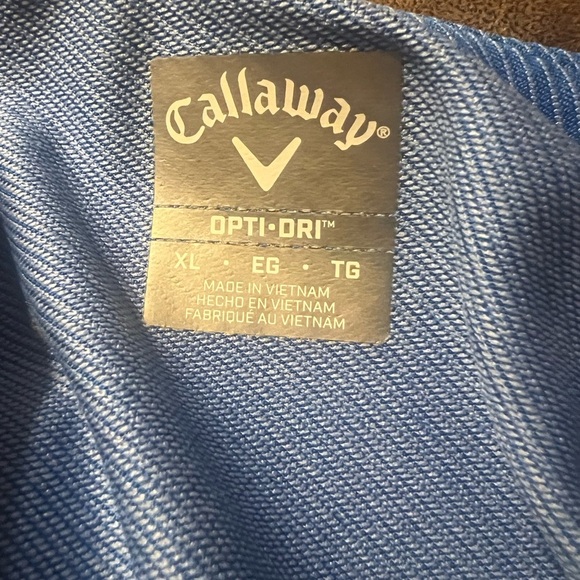 Callaway®
OPTI•DRI™
XL • EG • TG
MADE IN VIETNAM
HECHO EN VIETNAM
FABRIQUÉ AU VIETNAM